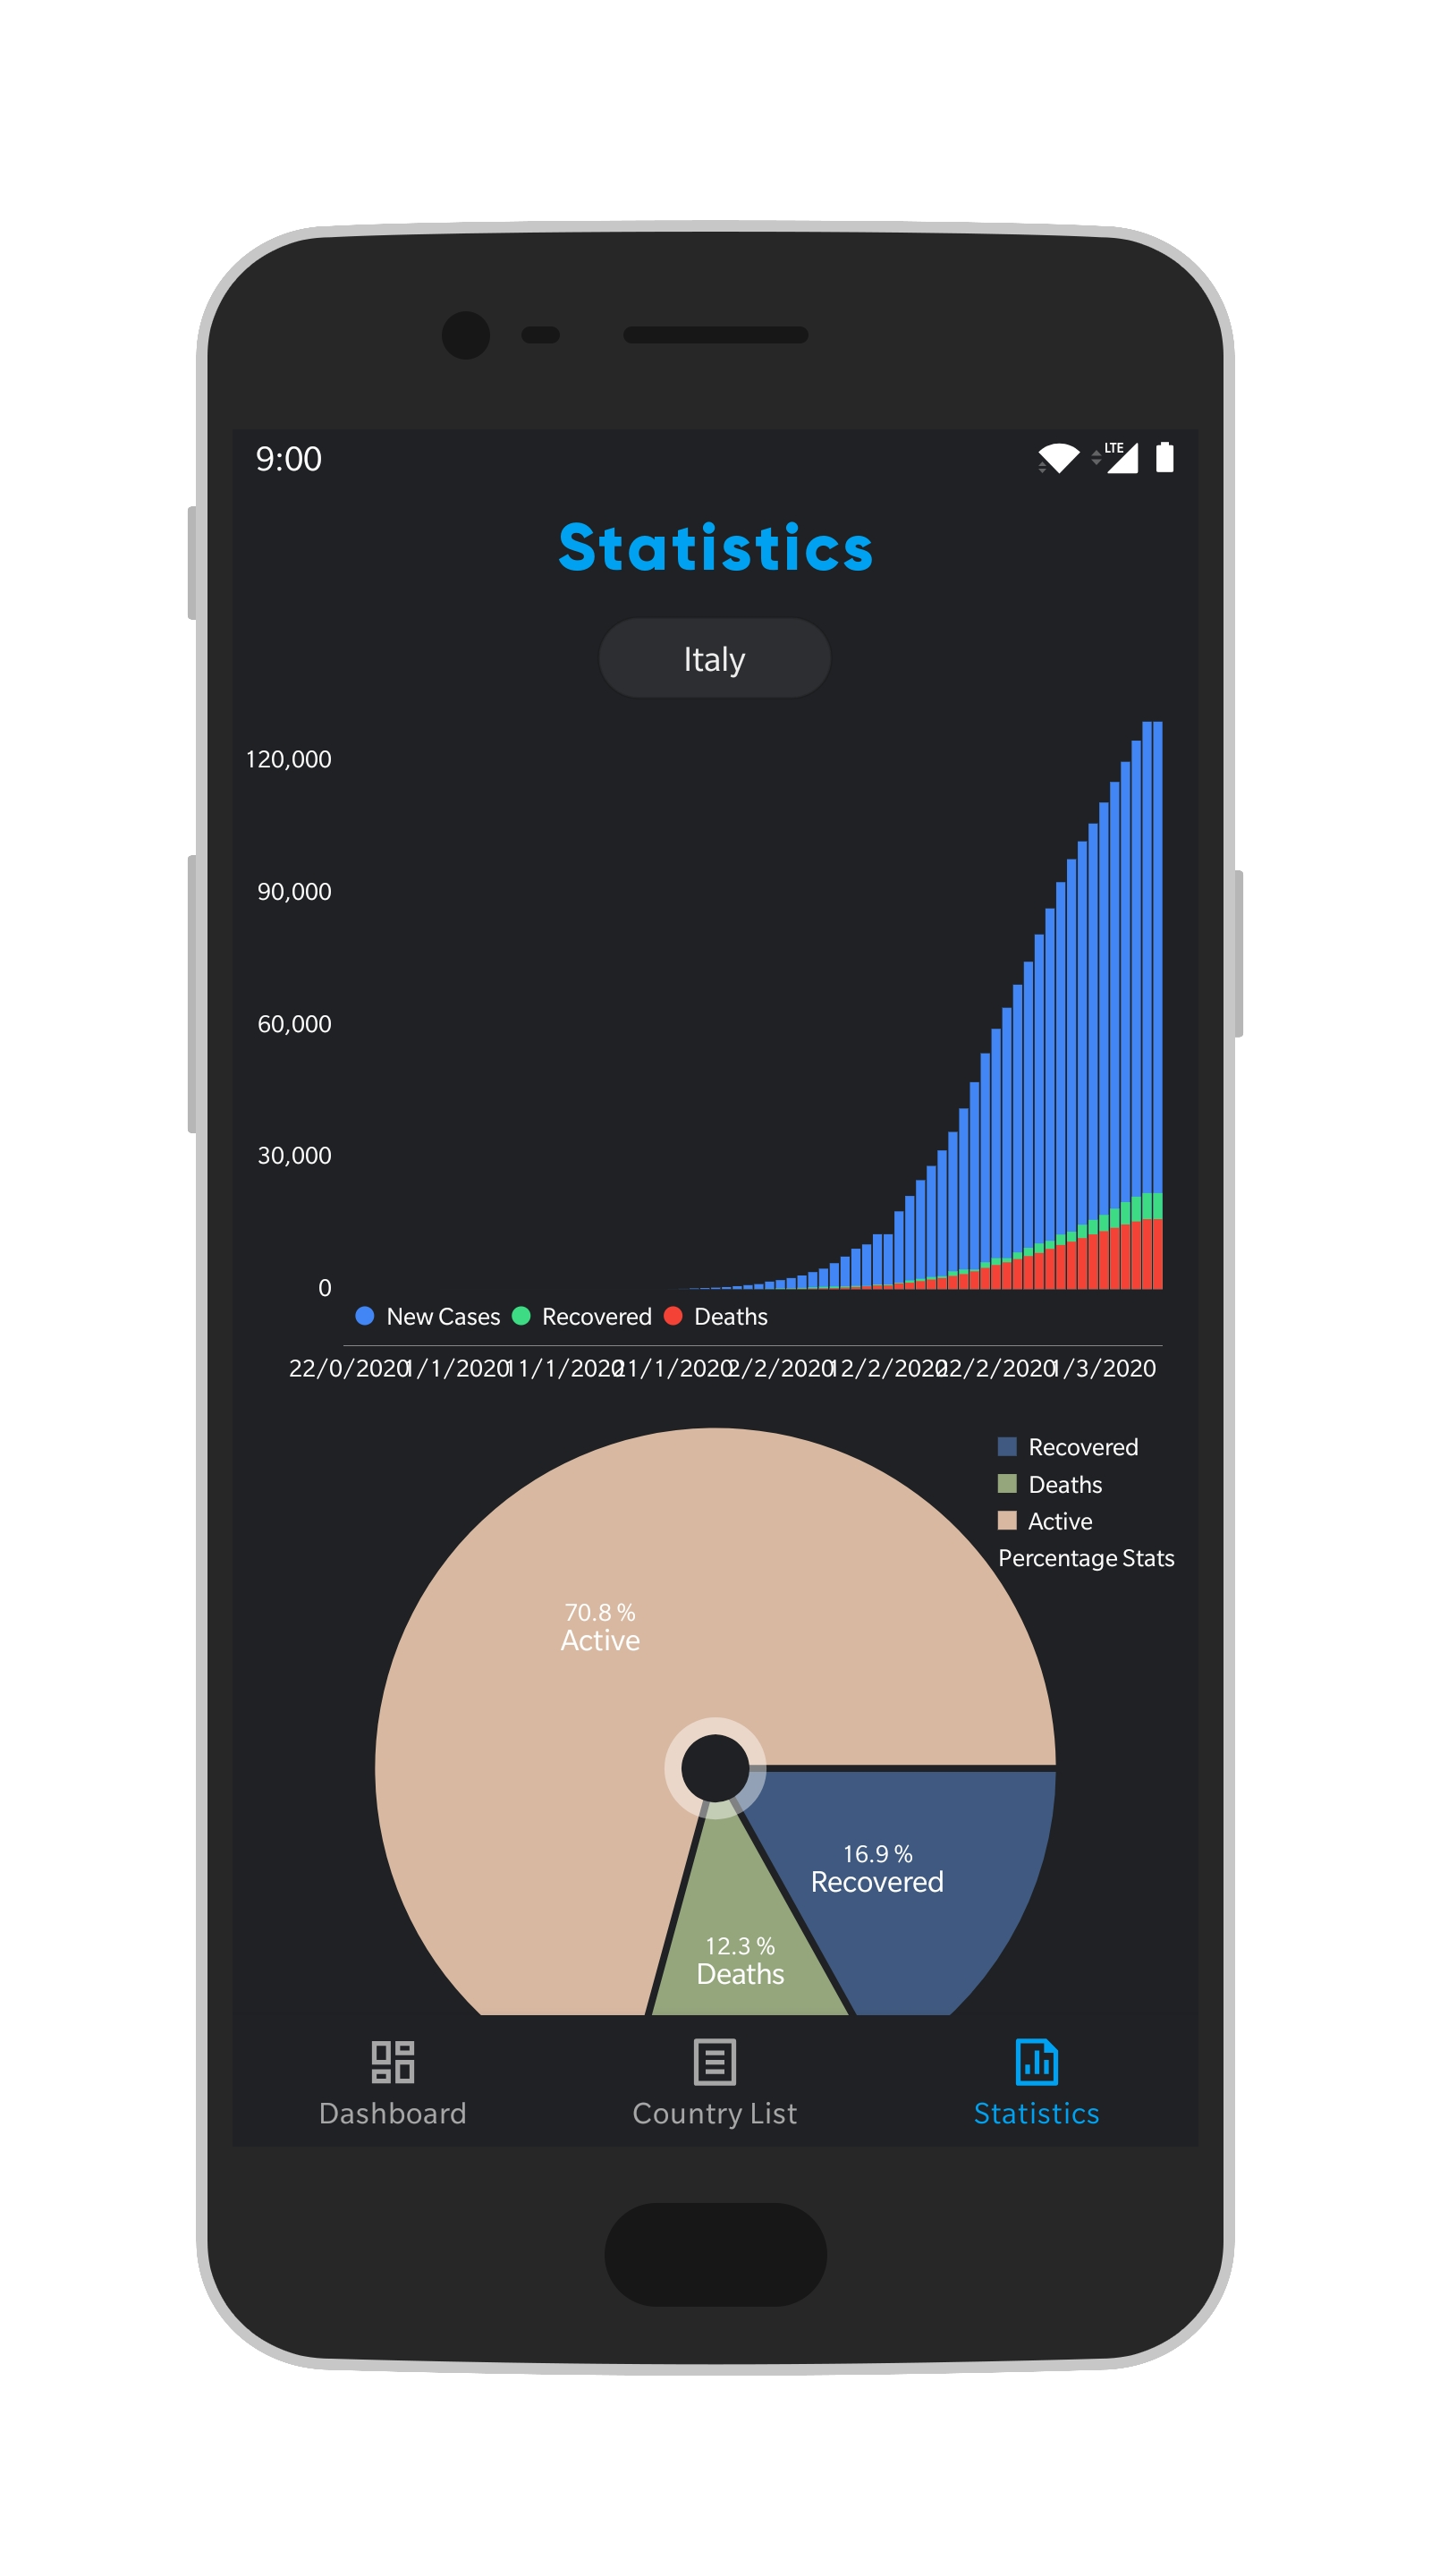 9:00
LTE
Statistics
Italy
120,000
90,000
60,000
30,000
0
New Cases Recovered Deaths
22/0/2020 1/1/2020 11/1/2020 21/1/2020 2/2/2020 12/2/2020 22/2/2020 1/3/2020
Recovered
Deaths
Active
Percentage Stats
70.8 %
Active
16.9 %
Recovered
12.3 %
Deaths
Dashboard Country List Statistics